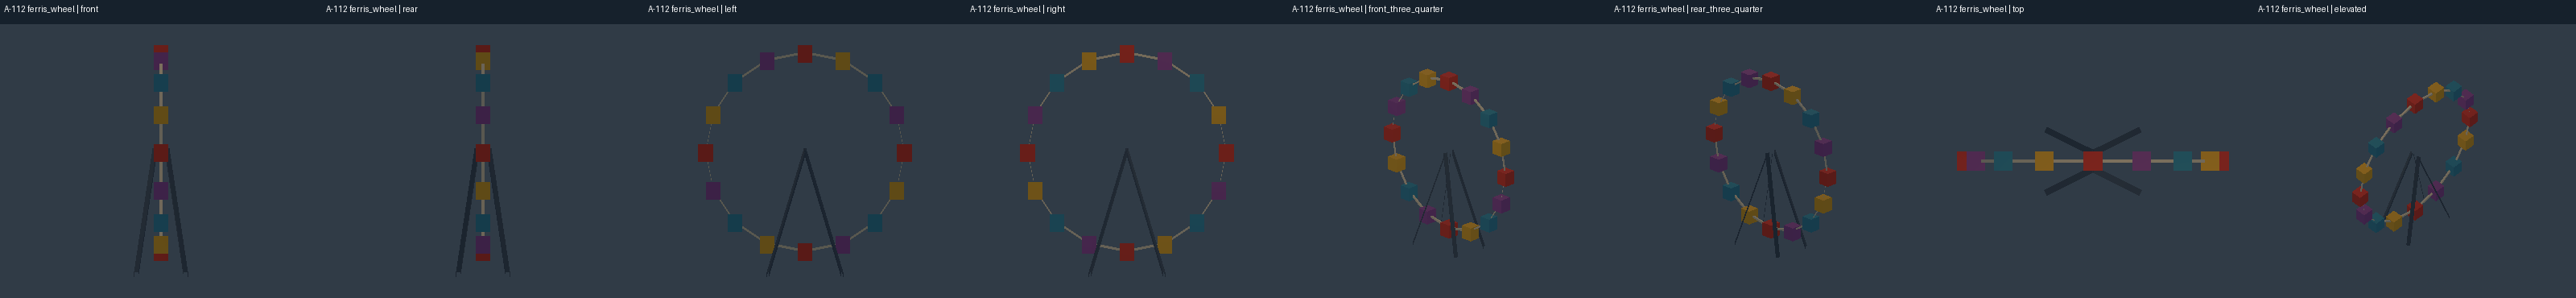 A-112 ferris_wheel | front
A-112 ferris_wheel | rear
A-112 ferris_wheel | left
A-112 ferris_wheel | right
A-112 ferris_wheel | front_three_quarter
A-112 ferris_wheel | rear_three_quarter
A-112 ferris_wheel | top
A-112 ferris_wheel | elevated